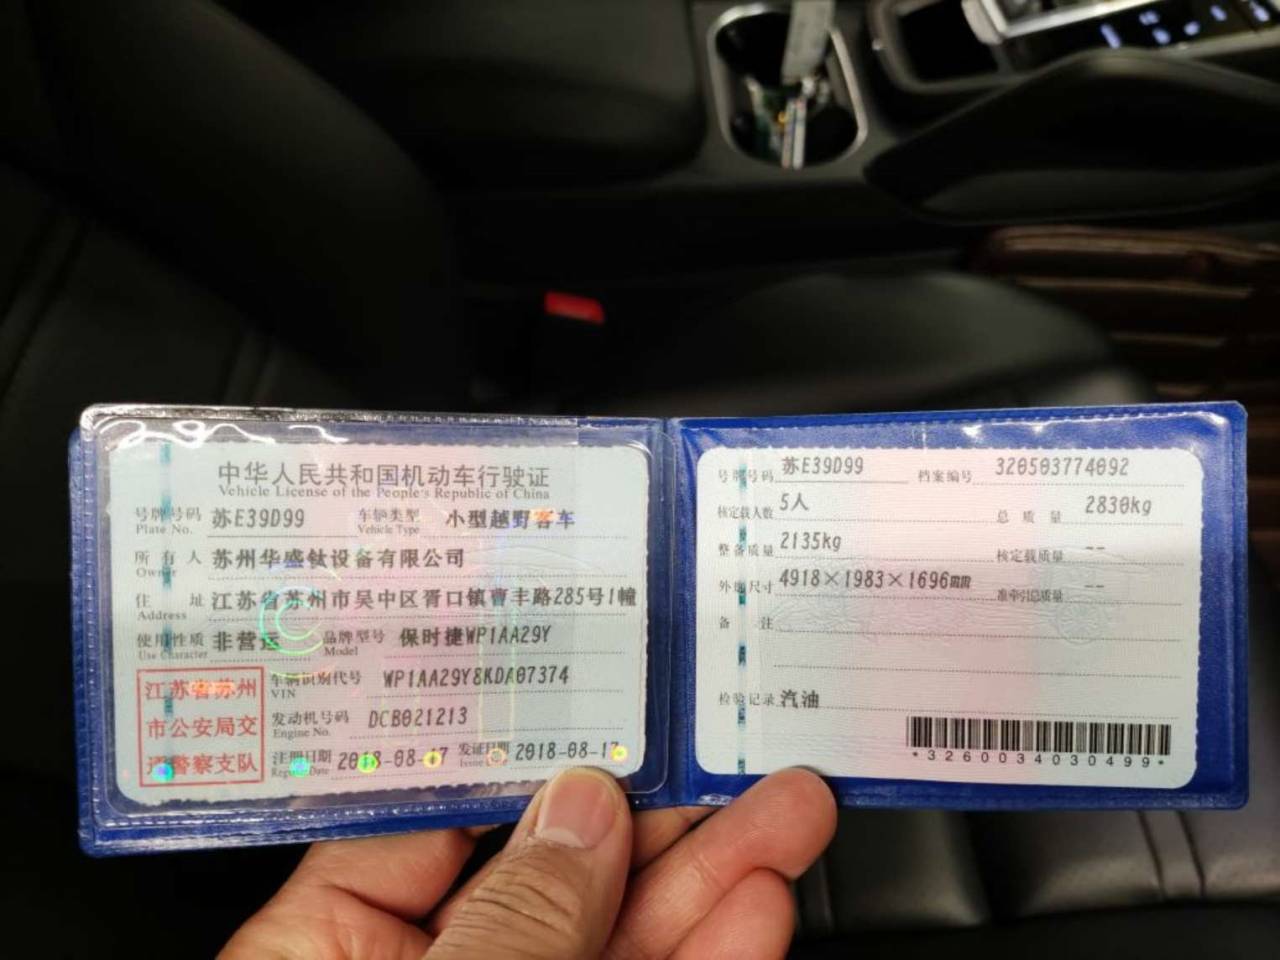 中华人民共和国机动车行驶证
Vehicle License of the People's Republic of China
号牌号码 苏E39D99 车辆类型 小型越野客车
Plate No. Vehicle Type
所有人 苏州华盛钛设备有限公司
Owner
住址 江苏省苏州市吴中区胥口镇曹丰路285号1幢
Address
使用性质 非营运 品牌型号 保时捷WP1AA29Y
Use Character Model
江苏省苏州
市公安局交
通警察支队
车辆识别代号 WP1AA29Y8KDA07374
VIN
发动机号码 DCB021213
Engine No.
注册日期 2018-08-17 发证日期 2018-08-17
Register Date Issue
号牌号码 苏E39D99 档案编号 320503774092
核定载人数 5人 总质量 2830kg
整备质量 2135kg 核定载质量 --
外廓尺寸 4918×1983×1696mm 准牵引总质量 --
备注
检验记录 汽油
*3260034030499*